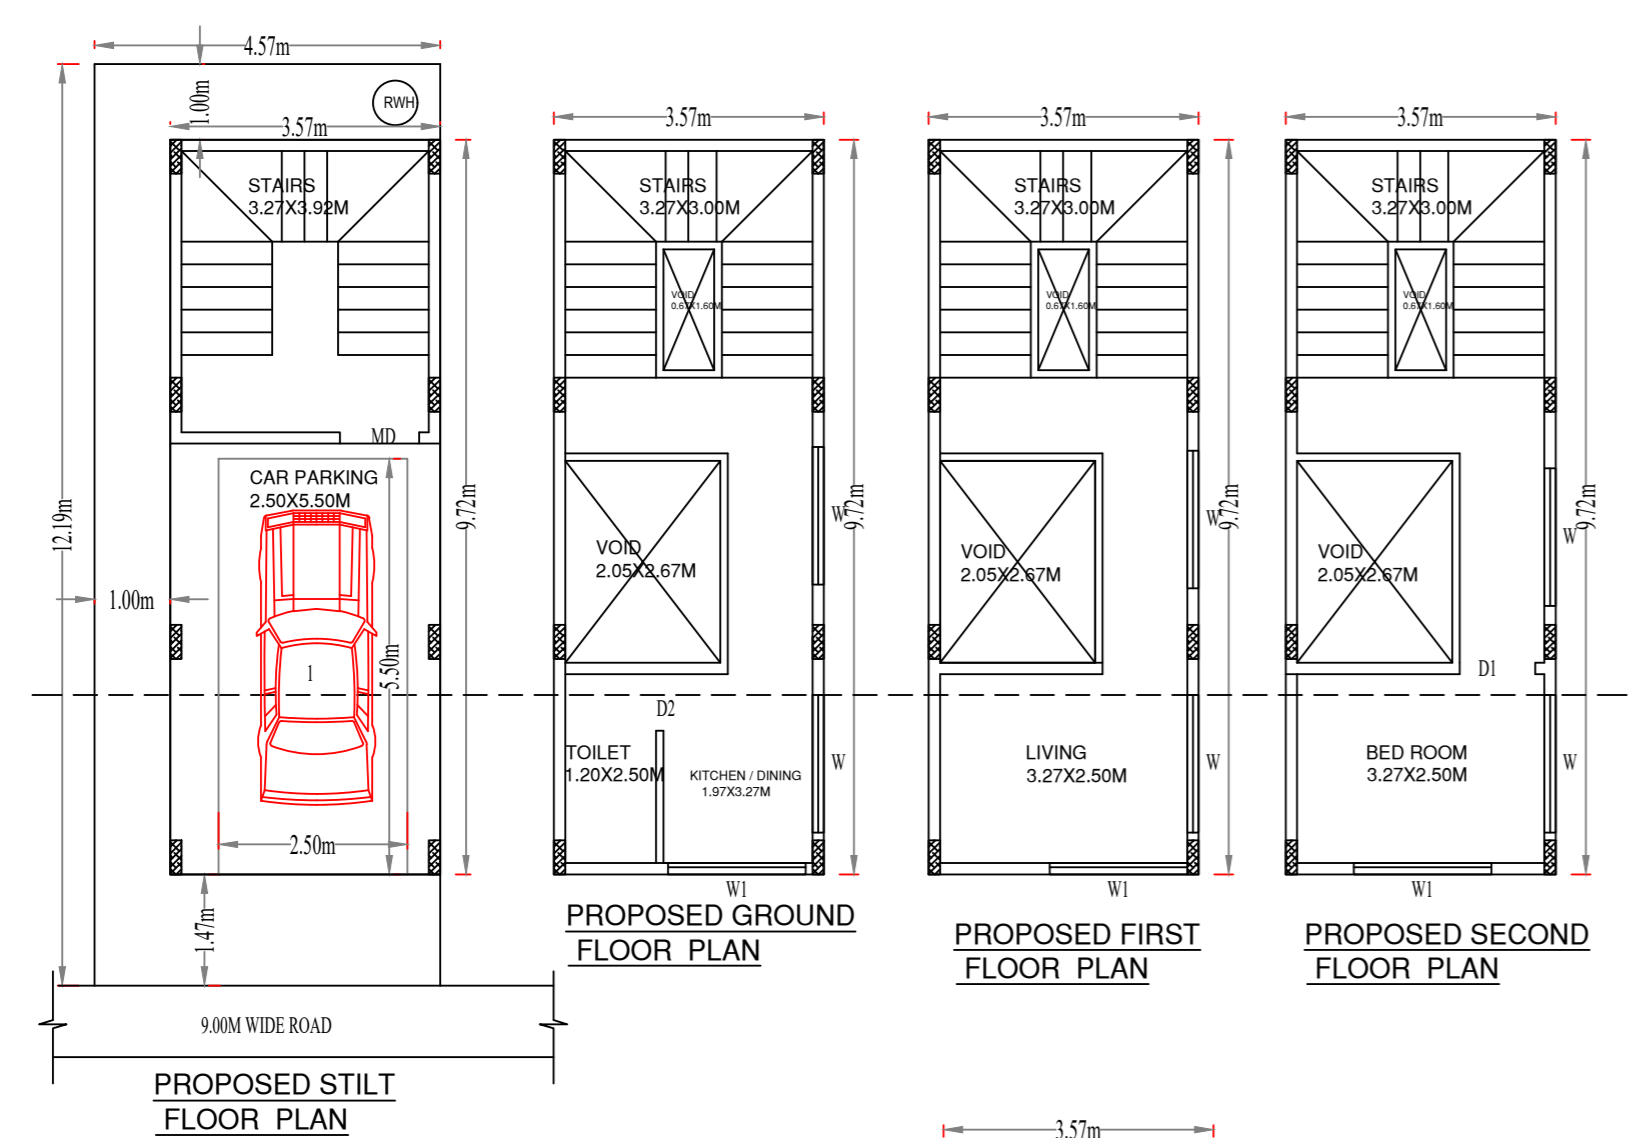 4.57m
1.00m
RWH
3.57m
STAIRS
3.27X3.92M
MD
CAR PARKING
2.50X5.50M
12.19m
9.72m
1.00m
1
5.50m
2.50m
1.47m
9.00M WIDE ROAD
PROPOSED STILT
FLOOR PLAN
3.57m
STAIRS
3.27X3.00M
VOID
0.67X1.60M
W
9.72m
VOID
2.05X2.67M
D2
TOILET
1.20X2.50M
KITCHEN / DINING
1.97X3.27M
W
W1
PROPOSED GROUND
FLOOR PLAN
3.57m
STAIRS
3.27X3.00M
VOID
0.67X1.60M
W
9.72m
VOID
2.05X2.67M
LIVING
3.27X2.50M
W
W1
PROPOSED FIRST
FLOOR PLAN
3.57m
STAIRS
3.27X3.00M
VOID
0.67X1.60M
W
9.72m
VOID
2.05X2.67M
D1
BED ROOM
3.27X2.50M
W
W1
PROPOSED SECOND
FLOOR PLAN
3.57m